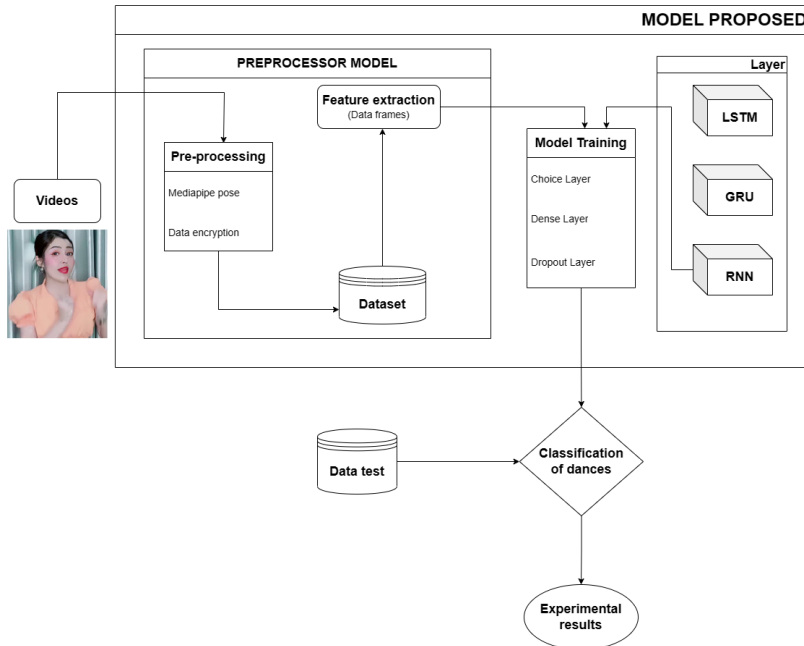 MODEL PROPOSED
PREPROCESSOR MODEL
Layer
Feature extraction
(Data frames)
LSTM
Pre-processing
Mediapipe pose
Data encryption
Model Training
Choice Layer
Dense Layer
Dropout Layer
Videos
GRU
RNN
Dataset
Classification
of dances
Data test
Experimental
results